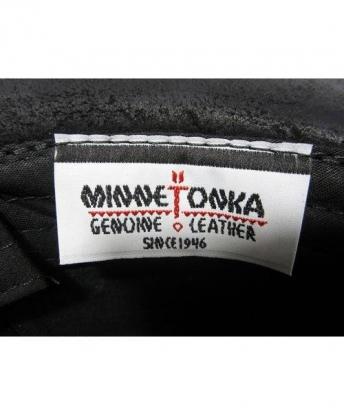 MINNETONKA
GENUINE LEATHER
SINCE 1946